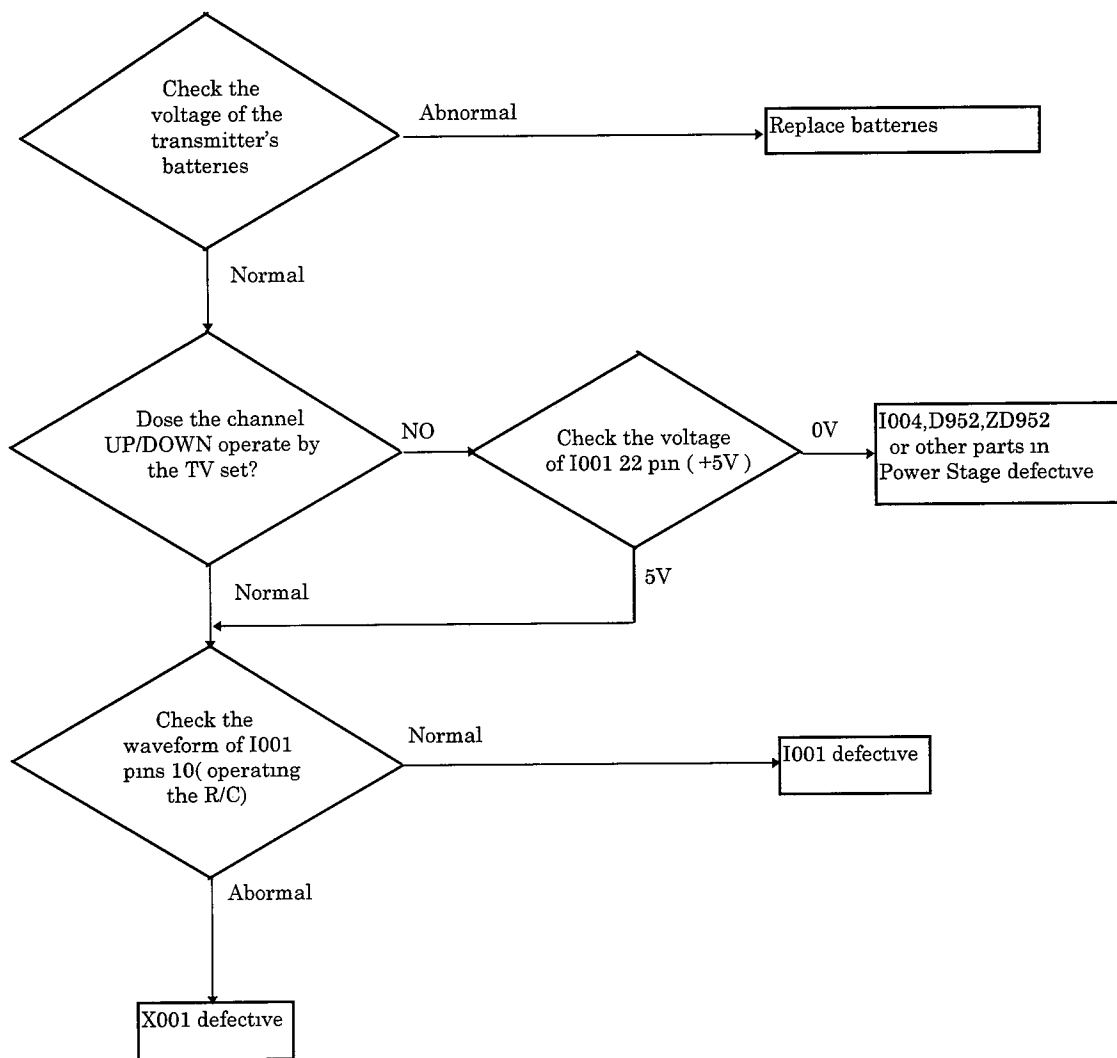 Check the
voltage of the
transmitter's
batteries
Abnormal
Replace batteries
Normal
Dose the channel
UP/DOWN operate by
the TV set?
NO
Check the voltage
of I001 22 pin ( +5V )
0V
I004,D952,ZD952
or other parts in
Power Stage defective
5V
Normal
Check the
waveform of I001
pins 10( operating
the R/C)
Normal
I001 defective
Abormal
X001 defective